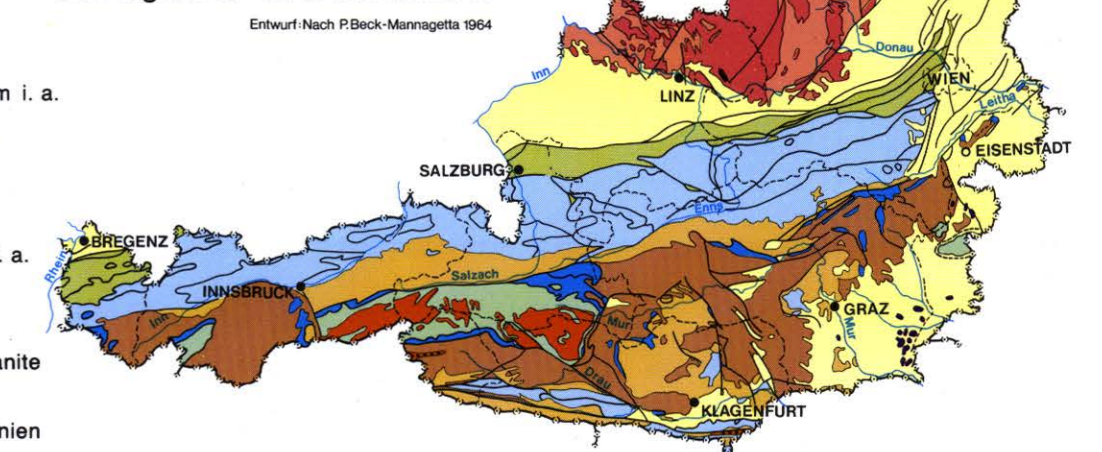 Entwurf:Nach P.Beck-Mannagetta 1964
m i. a.
Inn
Donau
WIEN
LINZ
Leitha
EISENSTADT
SALZBURG
Enns
BREGENZ
. a.
Rhein
Salzach
INNSBRUCK
Inn
GRAZ
Mur
Mur
anite
Drau
KLAGENFURT
nien